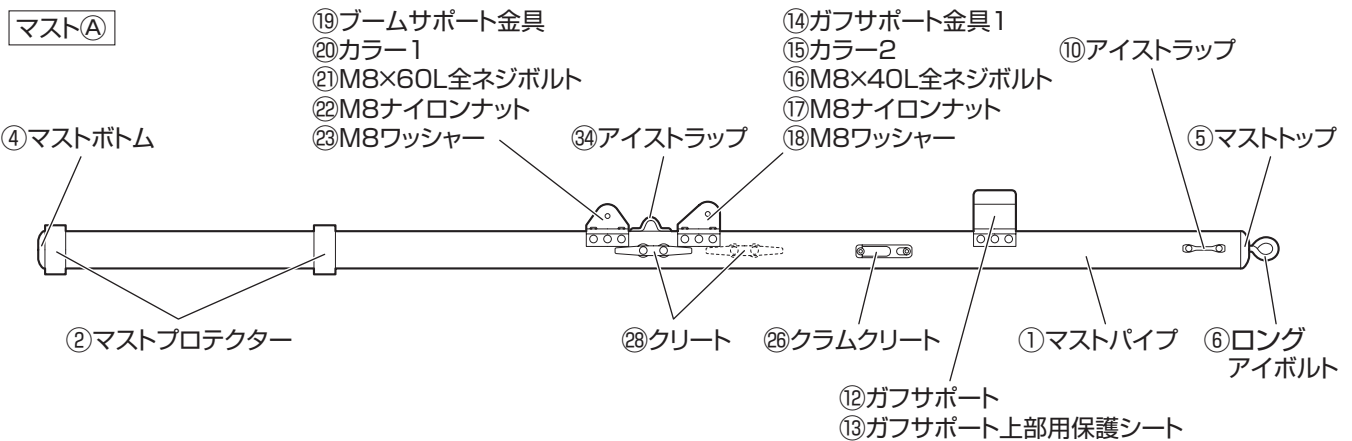 マストⒶ
⑲ブームサポート金具
⑳カラー1
㉑M8×60L全ネジボルト
㉒M8ナイロンナット
㉓M8ワッシャー
⑭ガフサポート金具1
⑮カラー2
⑯M8×40L全ネジボルト
⑰M8ナイロンナット
⑱M8ワッシャー
⑩アイストラップ
④マストボトム
㉞アイストラップ
⑤マストトップ
②マストプロテクター
㉘クリート
㉖クラムクリート
①マストパイプ
⑥ロング
アイボルト
⑫ガフサポート
⑬ガフサポート上部用保護シート